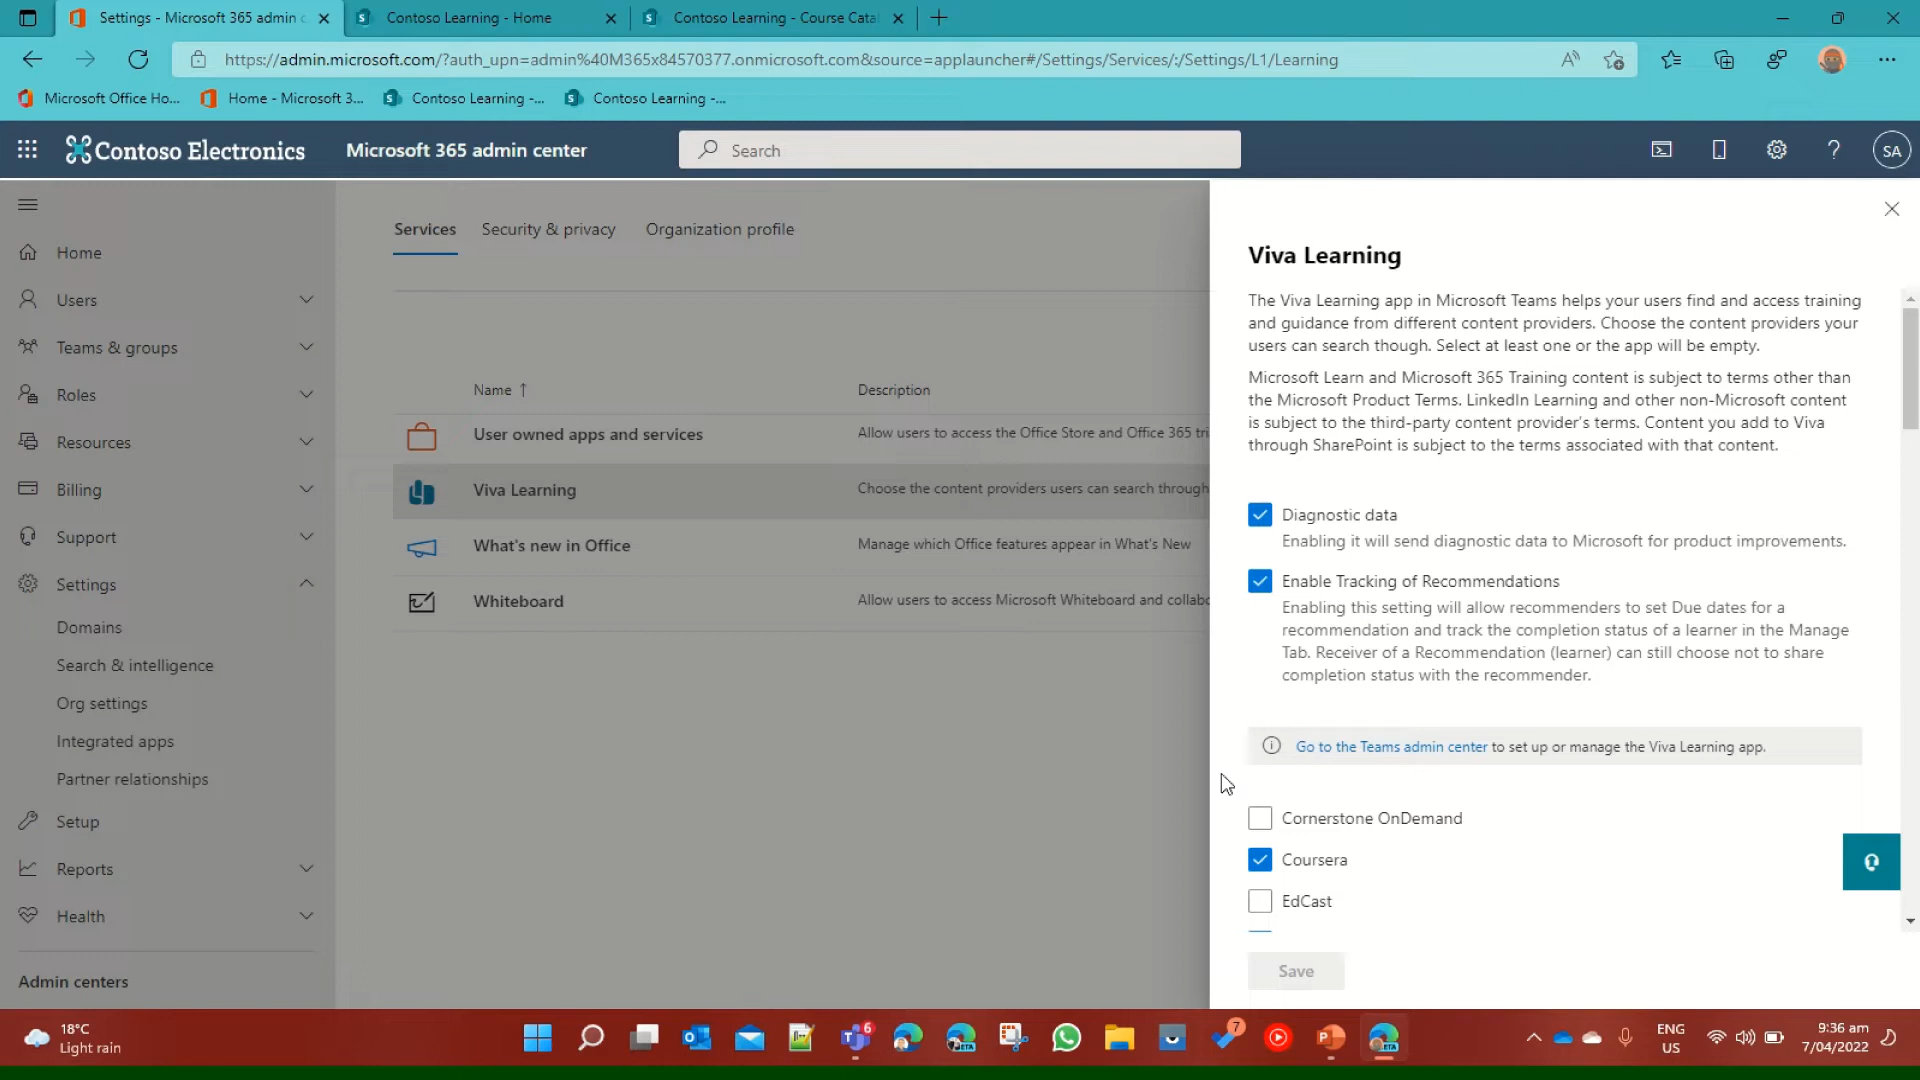 Settings - Microsoft 365 admin c
Contoso Learning - Home
Contoso Learning - Course Cata
https://admin.microsoft.com/?auth_upn=admin%40M365x84570377.onmicrosoft.com&source=applauncher#/Settings/Services/:/Settings/L1/Learning
Microsoft Office Ho...
Home - Microsoft 3...
Contoso Learning -...
Contoso Learning -...
Contoso Electronics
Microsoft 365 admin center
Search
SA
Home
Users
Teams & groups
Roles
Resources
Billing
Support
Settings
Domains
Search & intelligence
Org settings
Integrated apps
Partner relationships
Setup
Reports
Health
Admin centers
Services
Security & privacy
Organization profile
Name ↑
Description
User owned apps and services
Allow users to access the Office Store and Office 365 tri
Viva Learning
Choose the content providers users can search through
What's new in Office
Manage which Office features appear in What's New
Whiteboard
Allow users to access Microsoft Whiteboard and collabo
Viva Learning
The Viva Learning app in Microsoft Teams helps your users find and access training
and guidance from different content providers. Choose the content providers your
users can search though. Select at least one or the app will be empty.
Microsoft Learn and Microsoft 365 Training content is subject to terms other than
the Microsoft Product Terms. LinkedIn Learning and other non-Microsoft content
is subject to the third-party content provider's terms. Content you add to Viva
through SharePoint is subject to the terms associated with that content.
Diagnostic data
Enabling it will send diagnostic data to Microsoft for product improvements.
Enable Tracking of Recommendations
Enabling this setting will allow recommenders to set Due dates for a
recommendation and track the completion status of a learner in the Manage
Tab. Receiver of a Recommendation (learner) can still choose not to share
completion status with the recommender.
Go to the Teams admin center to set up or manage the Viva Learning app.
Cornerstone OnDemand
Coursera
EdCast
Save
18°C
Light rain
6
BETA
7
BETA
ENG
US
9:36 am
7/04/2022